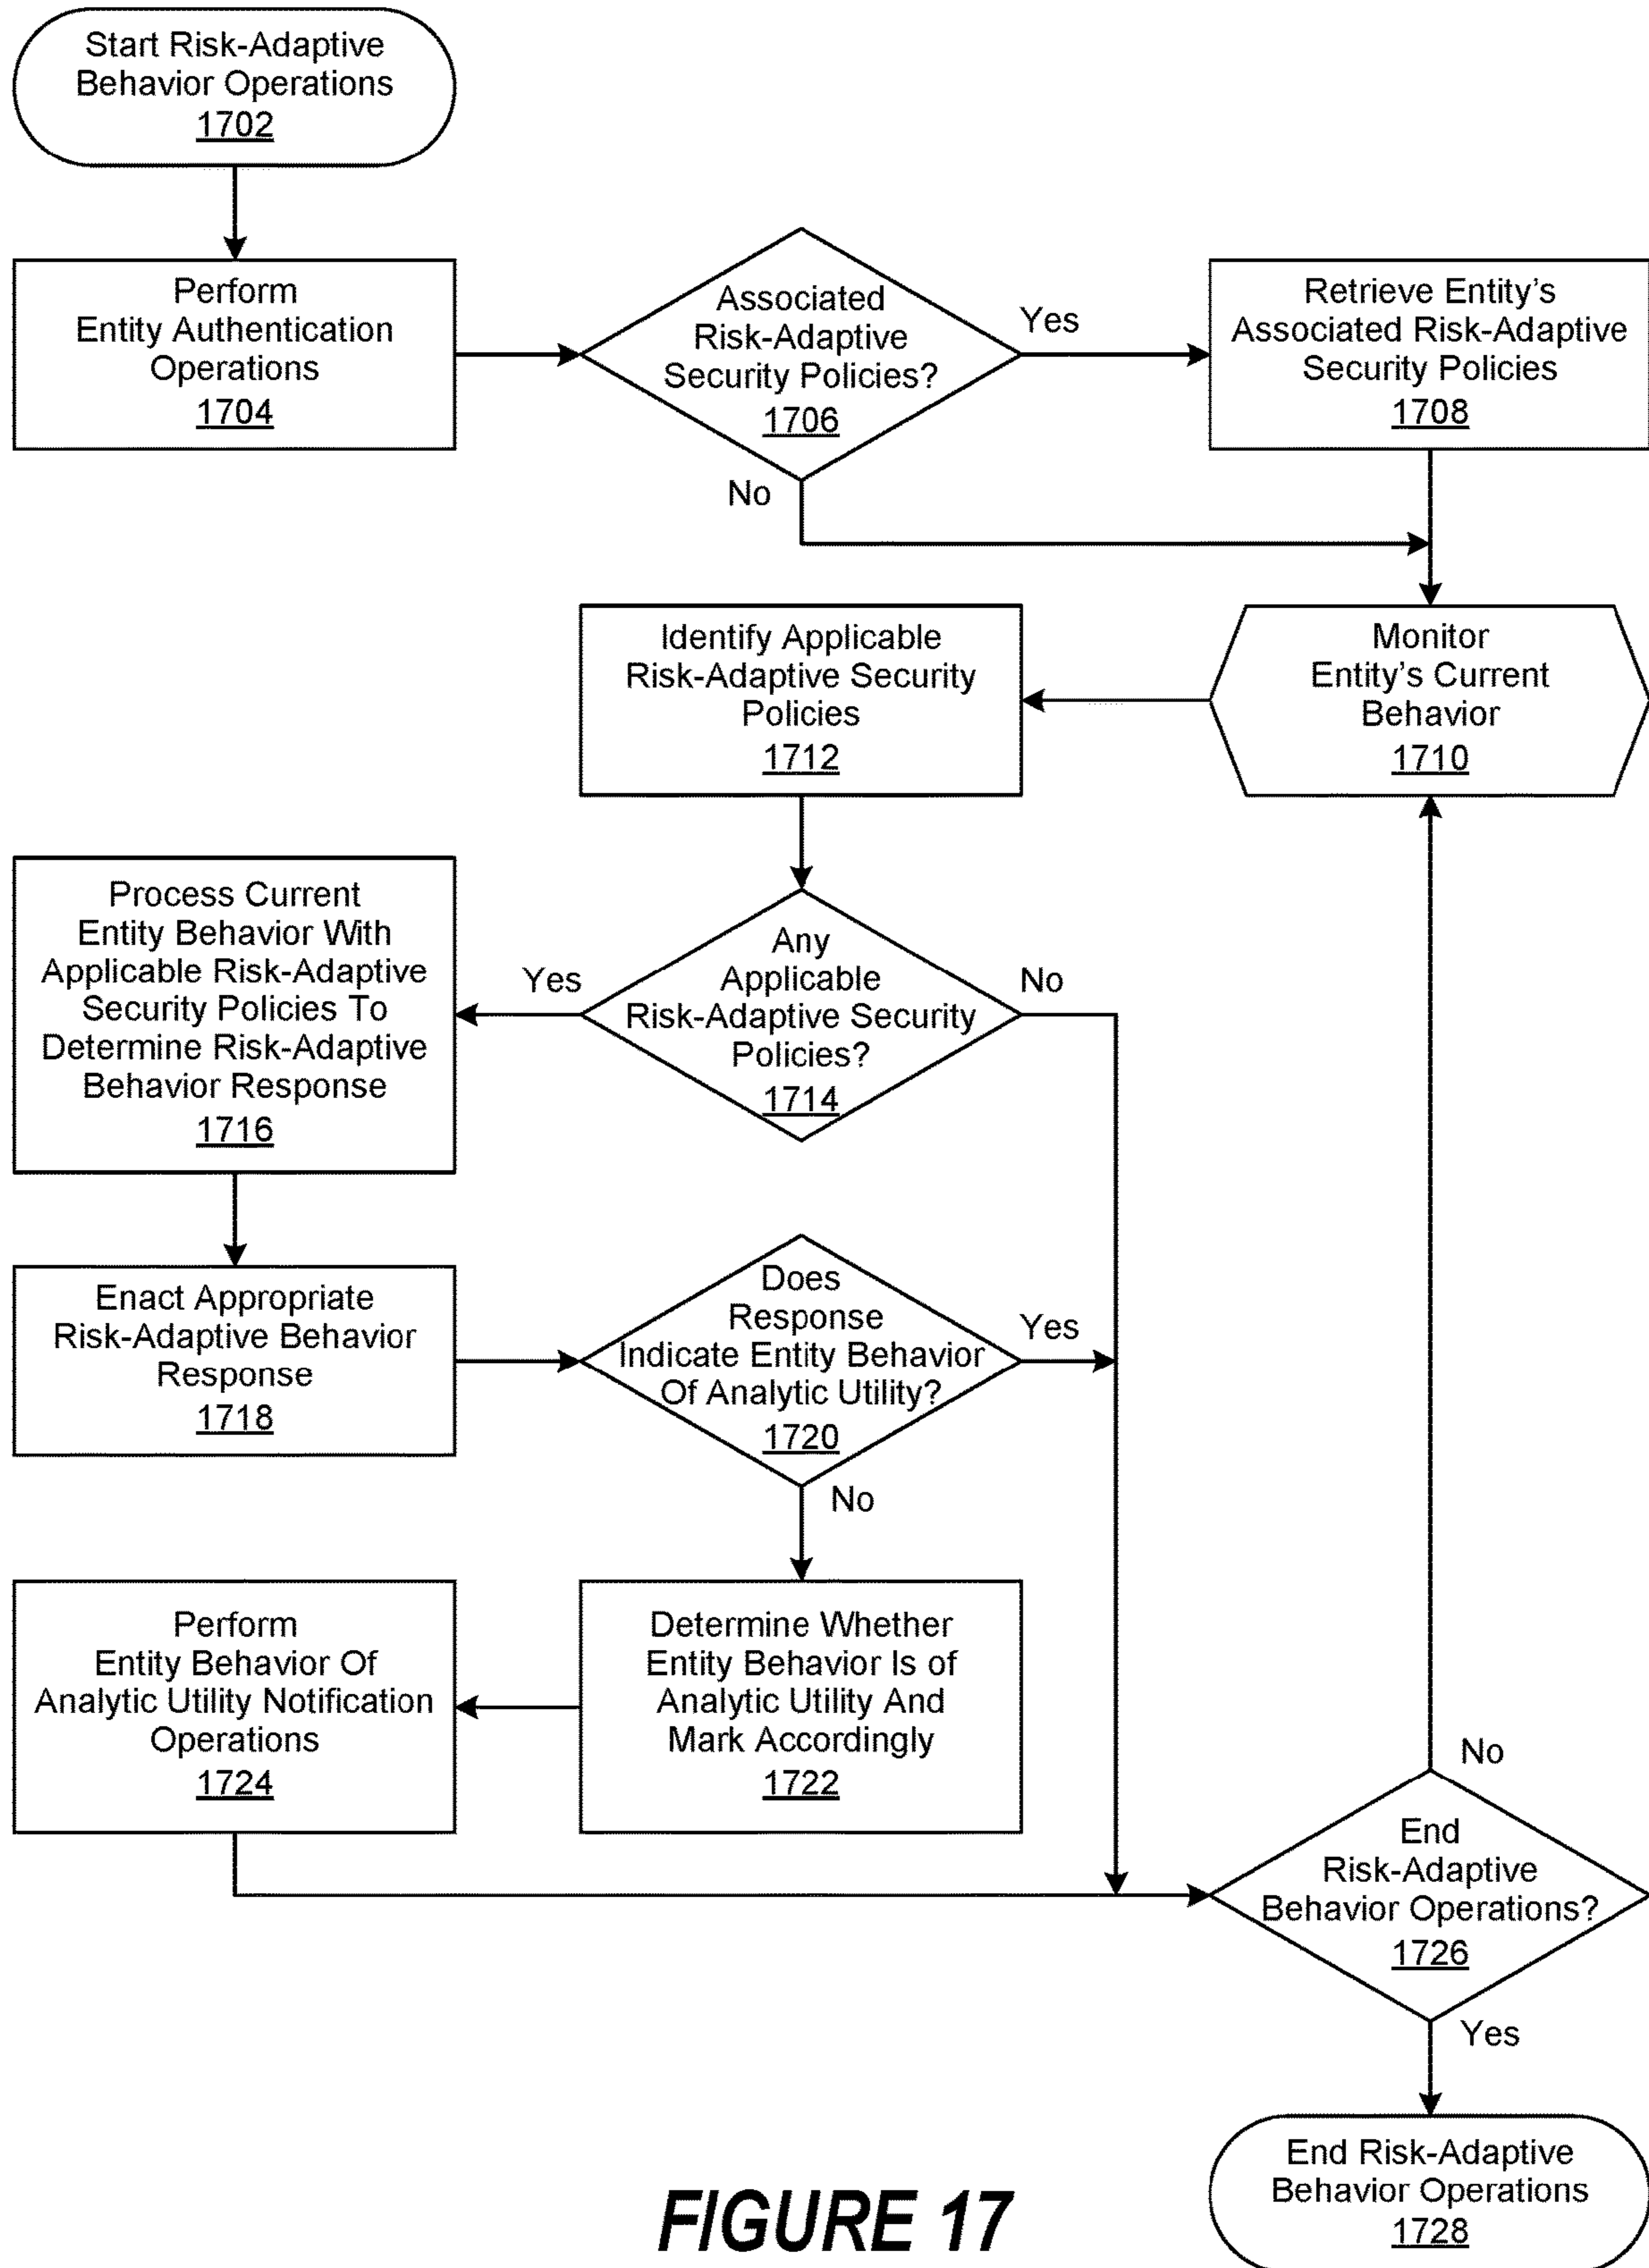 Start Risk-Adaptive
Behavior Operations
1702
Perform
Entity Authentication
Operations
1704
Associated
Risk-Adaptive
Security Policies?
1706
Yes
No
Retrieve Entity's
Associated Risk-Adaptive
Security Policies
1708
Monitor
Entity's Current
Behavior
1710
Identify Applicable
Risk-Adaptive Security
Policies
1712
Any
Applicable
Risk-Adaptive Security
Policies?
1714
Yes
No
Process Current
Entity Behavior With
Applicable Risk-Adaptive
Security Policies To
Determine Risk-Adaptive
Behavior Response
1716
Enact Appropriate
Risk-Adaptive Behavior
Response
1718
Does
Response
Indicate Entity Behavior
Of Analytic Utility?
1720
Yes
No
Determine Whether
Entity Behavior Is of
Analytic Utility And
Mark Accordingly
1722
Perform
Entity Behavior Of
Analytic Utility Notification
Operations
1724
No
End
Risk-Adaptive
Behavior Operations?
1726
Yes
End Risk-Adaptive
Behavior Operations
1728
FIGURE 17